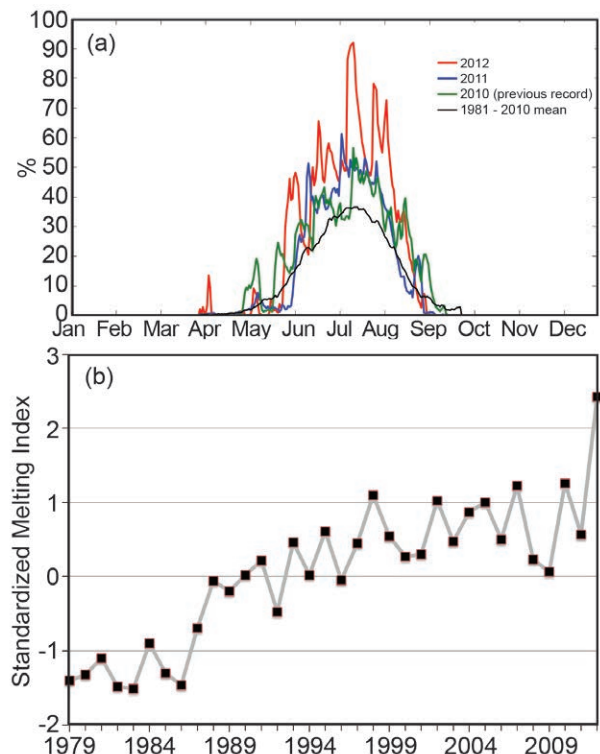 (a)
100
90
80
70
60
50
40
30
20
10
0
%
2012
2011
2010 (previous record)
1981 - 2010 mean
Jan Feb Mar Apr May Jun Jul Aug Sep Oct Nov Dec
(b)
3
2
1
0
-1
-2
Standardized Melting Index
1979 1984 1989 1994 1999 2004 2009